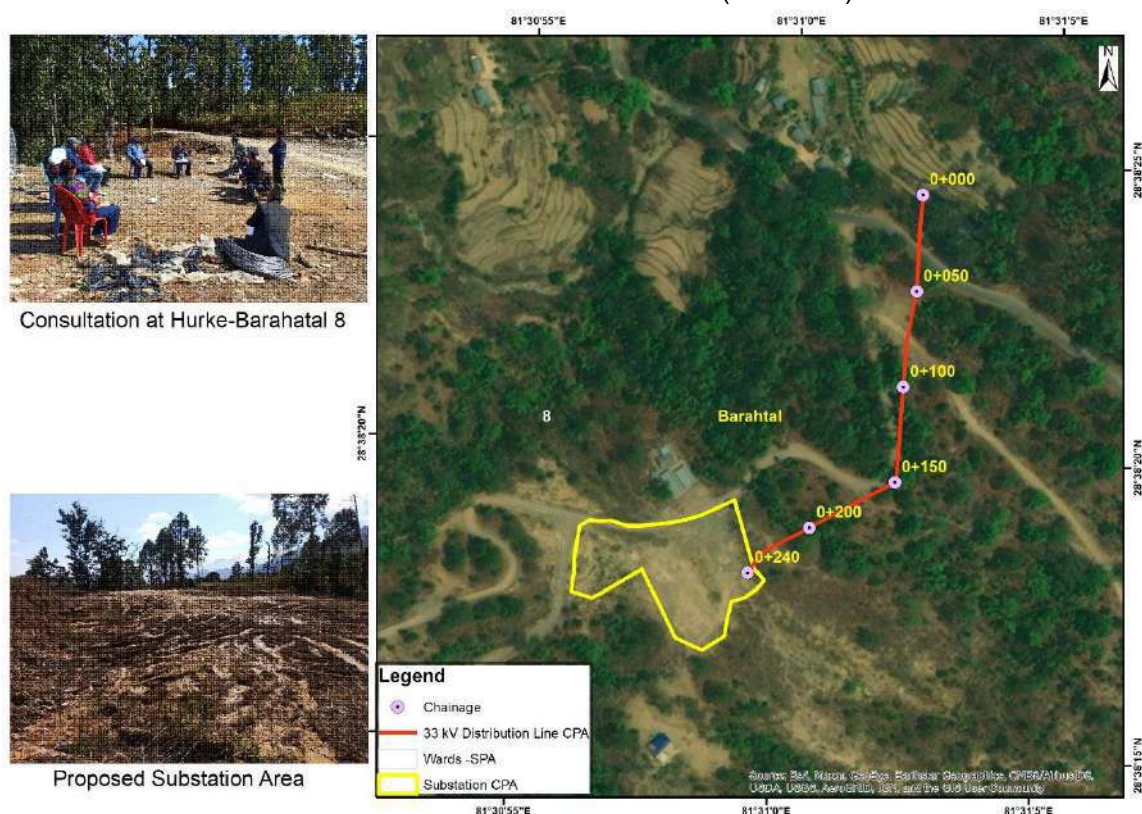 81°30'55"E
81°31'0"E
81°31'5"E
N
28°38'25"N
0+000
0+050
Consultation at Hurke-Barahatal 8
0+100
28°38'20"N
8
Barahtal
28°38'20"N
0+150
0+200
0+240
Legend
Chainage
33 kV Distribution Line CPA
Wards -SPA
Substation CPA
Proposed Substation Area
28°38'15"N
81°30'55"E
81°31'0"E
81°31'5"E